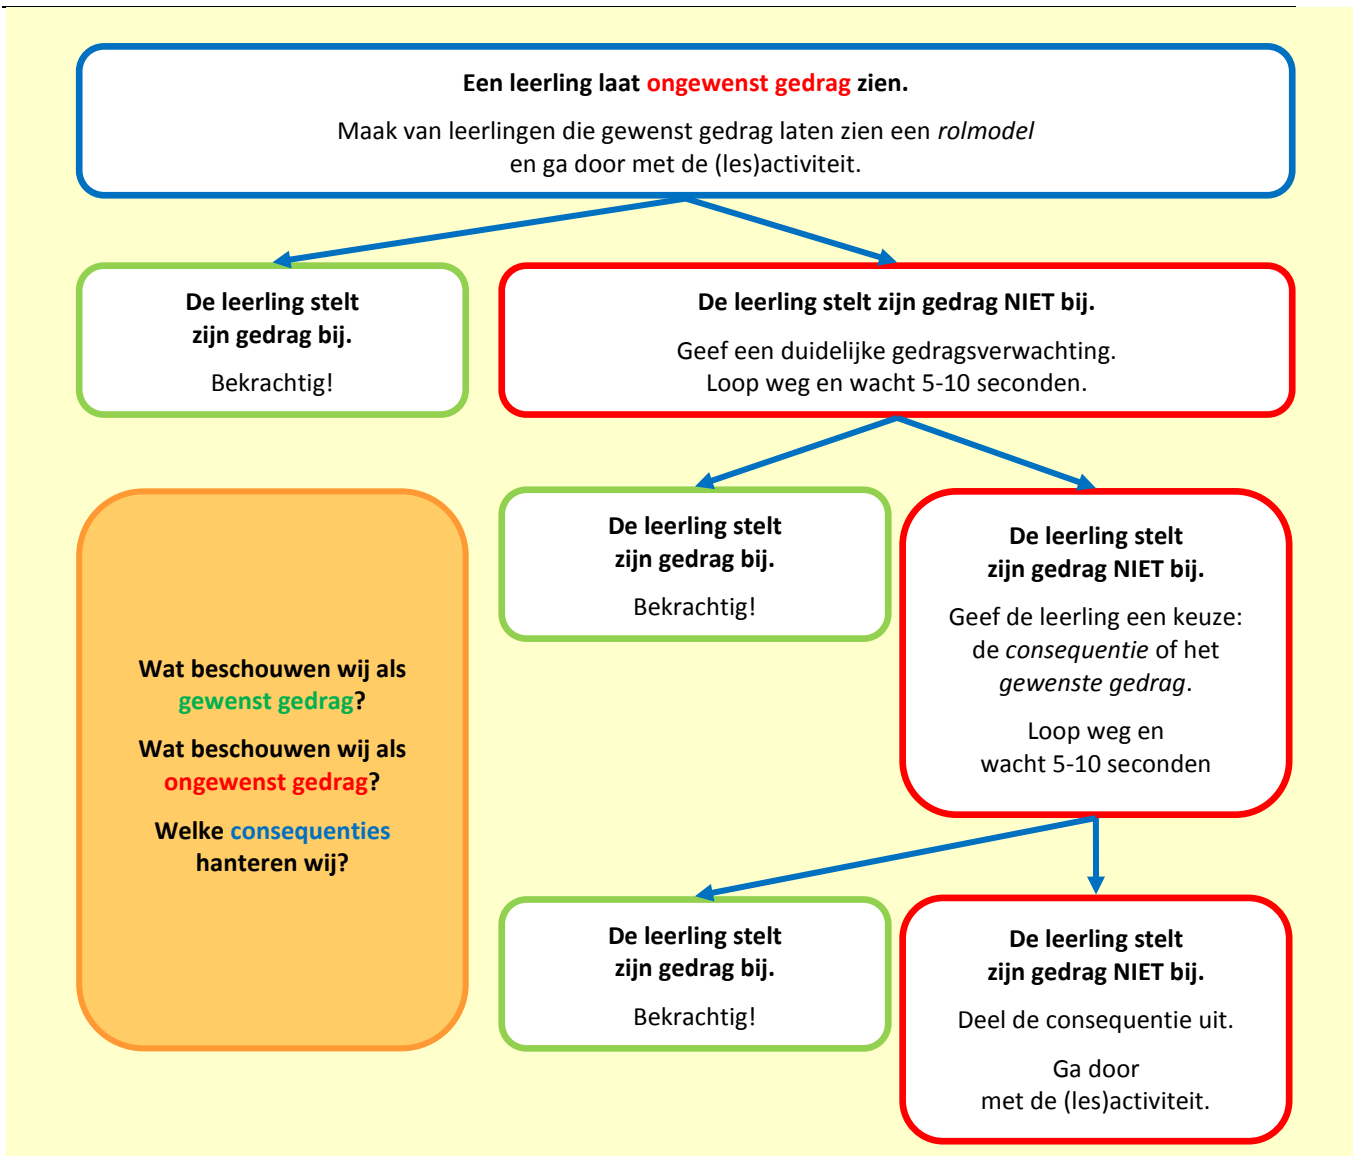 Een leerling laat ongewenst gedrag zien.
Maak van leerlingen die gewenst gedrag laten zien een rolmodel
en ga door met de (les)activiteit.
De leerling stelt
zijn gedrag bij.
Bekrachtig!
De leerling stelt zijn gedrag NIET bij.
Geef een duidelijke gedragsverwachting.
Loop weg en wacht 5-10 seconden.
De leerling stelt
zijn gedrag bij.
Bekrachtig!
De leerling stelt
zijn gedrag NIET bij.
Geef de leerling een keuze:
de consequentie of het
gewenste gedrag.
Loop weg en
wacht 5-10 seconden
Wat beschouwen wij als
gewenst gedrag?
Wat beschouwen wij als
ongewenst gedrag?
Welke consequenties
hanteren wij?
De leerling stelt
zijn gedrag bij.
Bekrachtig!
De leerling stelt
zijn gedrag NIET bij.
Deel de consequentie uit.
Ga door
met de (les)activiteit.